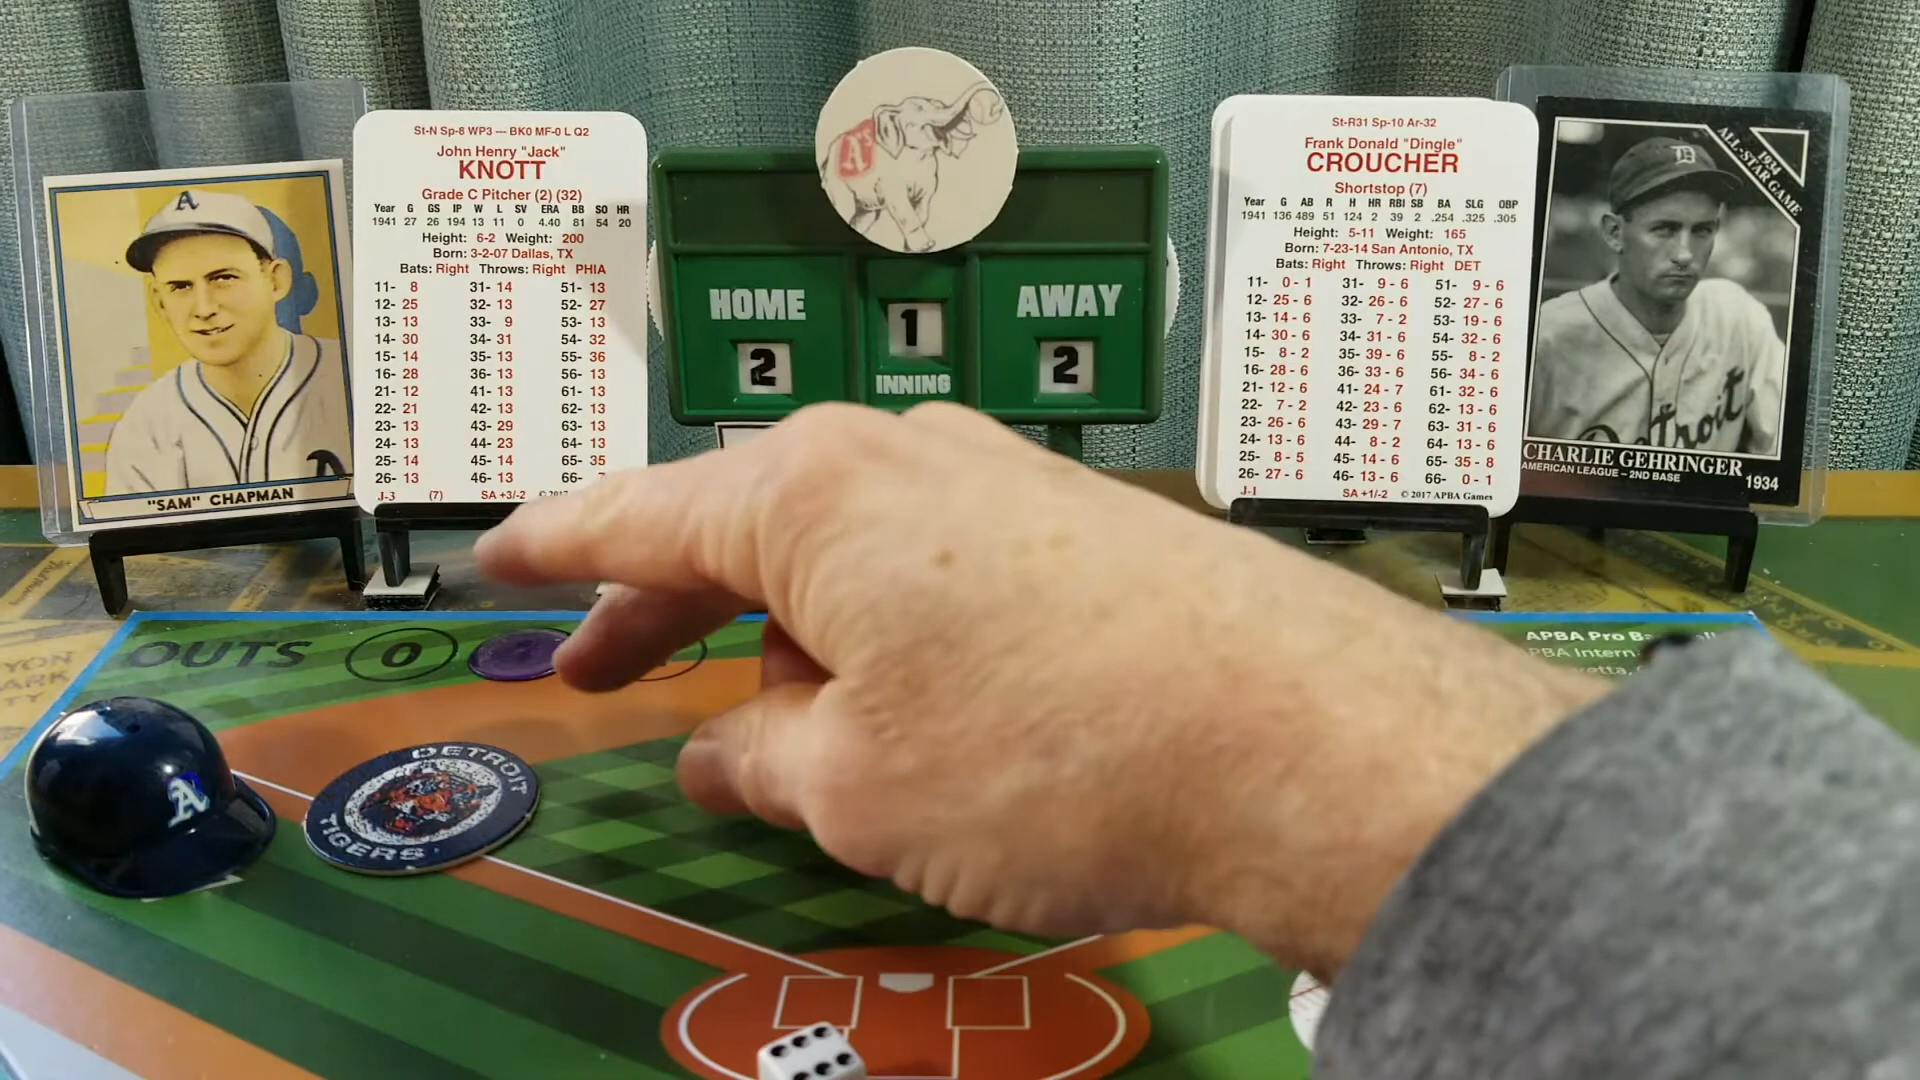 St-N Sp-8 WP3 --- BK0 MF-0 L Q2
John Henry "Jack"
KNOTT
Grade C Pitcher (2) (32)
Year G GS IP W L SV ERA BB SO HR
1941 27 26 194 13 11 0 4.40 81 54 20
Height: 6-2 Weight: 200
Born: 3-2-07 Dallas, TX
Bats: Right Throws: Right PHIA
11- 8 31- 14 51- 13
12- 25 32- 13 52- 27
13- 13 33- 9 53- 13
14- 30 34- 31 54- 32
15- 14 35- 13 55- 36
16- 28 36- 13 56- 13
21- 12 41- 13 61- 13
22- 21 42- 13 62- 13
23- 13 43- 29 63- 13
24- 13 44- 23 64- 13
25- 14 45- 14 65- 35
26- 13 46- 13 66-
J-3 (7) SA +3/-2 © 2017
"SAM" CHAPMAN
A
A
A's
HOME
1
AWAY
2
INNING
2
St-R31 Sp-10 Ar-32
Frank Donald "Dingle"
CROUCHER
Shortstop (7)
Year G AB R H HR RBI SB BA SLG OBP
1941 136 489 51 124 2 39 2 .254 .325 .305
Height: 5-11 Weight: 165
Born: 7-23-14 San Antonio, TX
Bats: Right Throws: Right DET
11- 0 - 1 31- 9 - 6 51- 9 - 6
12- 25 - 6 32- 26 - 6 52- 27 - 6
13- 14 - 6 33- 7 - 2 53- 19 - 6
14- 30 - 6 34- 31 - 6 54- 32 - 6
15- 8 - 2 35- 39 - 6 55- 8 - 2
16- 28 - 6 36- 33 - 6 56- 34 - 6
21- 12 - 6 41- 24 - 7 61- 32 - 6
22- 7 - 2 42- 23 - 6 62- 13 - 6
23- 26 - 6 43- 29 - 7 63- 31 - 6
24- 13 - 6 44- 8 - 2 64- 13 - 6
25- 8 - 5 45- 14 - 6 65- 35 - 8
26- 27 - 6 46- 13 - 6 66- 0 - 1
J-1 SA +1/-2 © 2017 APBA Games
1934
ALL-STAR GAME
D
Detroit
CHARLIE GEHRINGER
AMERICAN LEAGUE – 2ND BASE 1934
OUTS 0
APBA Pro
APBA
DETROIT
TIGERS
A